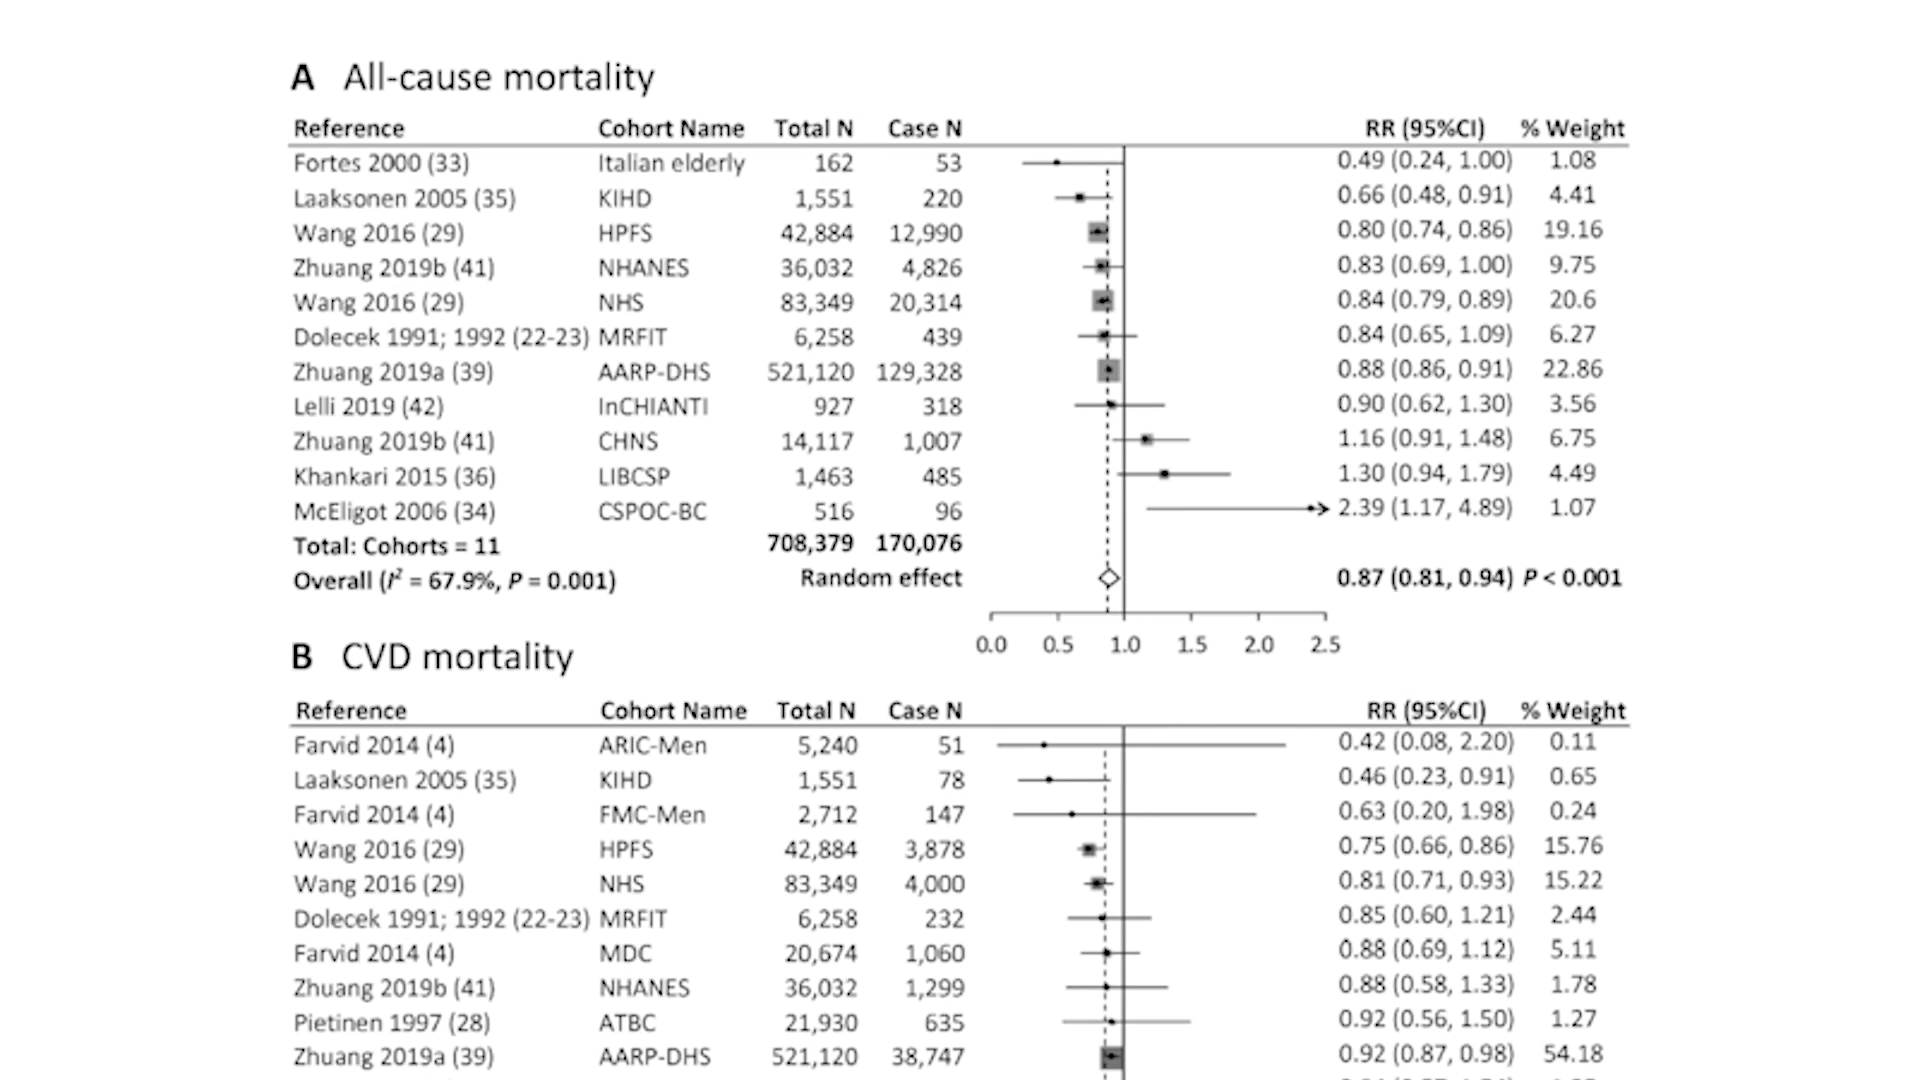 A All-cause mortality
Reference Cohort Name Total N Case N RR (95%CI) % Weight
Fortes 2000 (33) Italian elderly 162 53 0.49 (0.24, 1.00) 1.08
Laaksonen 2005 (35) KIHD 1,551 220 0.66 (0.48, 0.91) 4.41
Wang 2016 (29) HPFS 42,884 12,990 0.80 (0.74, 0.86) 19.16
Zhuang 2019b (41) NHANES 36,032 4,826 0.83 (0.69, 1.00) 9.75
Wang 2016 (29) NHS 83,349 20,314 0.84 (0.79, 0.89) 20.6
Dolecek 1991; 1992 (22-23) MRFIT 6,258 439 0.84 (0.65, 1.09) 6.27
Zhuang 2019a (39) AARP-DHS 521,120 129,328 0.88 (0.86, 0.91) 22.86
Lelli 2019 (42) InCHIANTI 927 318 0.90 (0.62, 1.30) 3.56
Zhuang 2019b (41) CHNS 14,117 1,007 1.16 (0.91, 1.48) 6.75
Khankari 2015 (36) LIBCSP 1,463 485 1.30 (0.94, 1.79) 4.49
McEligot 2006 (34) CSPOC-BC 516 96 2.39 (1.17, 4.89) 1.07
Total: Cohorts = 11 708,379 170,076
Overall (I² = 67.9%, P = 0.001) Random effect 0.87 (0.81, 0.94) P < 0.001
0.0 0.5 1.0 1.5 2.0 2.5
B CVD mortality
Reference Cohort Name Total N Case N RR (95%CI) % Weight
Farvid 2014 (4) ARIC-Men 5,240 51 0.42 (0.08, 2.20) 0.11
Laaksonen 2005 (35) KIHD 1,551 78 0.46 (0.23, 0.91) 0.65
Farvid 2014 (4) FMC-Men 2,712 147 0.63 (0.20, 1.98) 0.24
Wang 2016 (29) HPFS 42,884 3,878 0.75 (0.66, 0.86) 15.76
Wang 2016 (29) NHS 83,349 4,000 0.81 (0.71, 0.93) 15.22
Dolecek 1991; 1992 (22-23) MRFIT 6,258 232 0.85 (0.60, 1.21) 2.44
Farvid 2014 (4) MDC 20,674 1,060 0.88 (0.69, 1.12) 5.11
Zhuang 2019b (41) NHANES 36,032 1,299 0.88 (0.58, 1.33) 1.78
Pietinen 1997 (28) ATBC 21,930 635 0.92 (0.56, 1.50) 1.27
Zhuang 2019a (39) AARP-DHS 521,120 38,747 0.92 (0.87, 0.98) 54.18